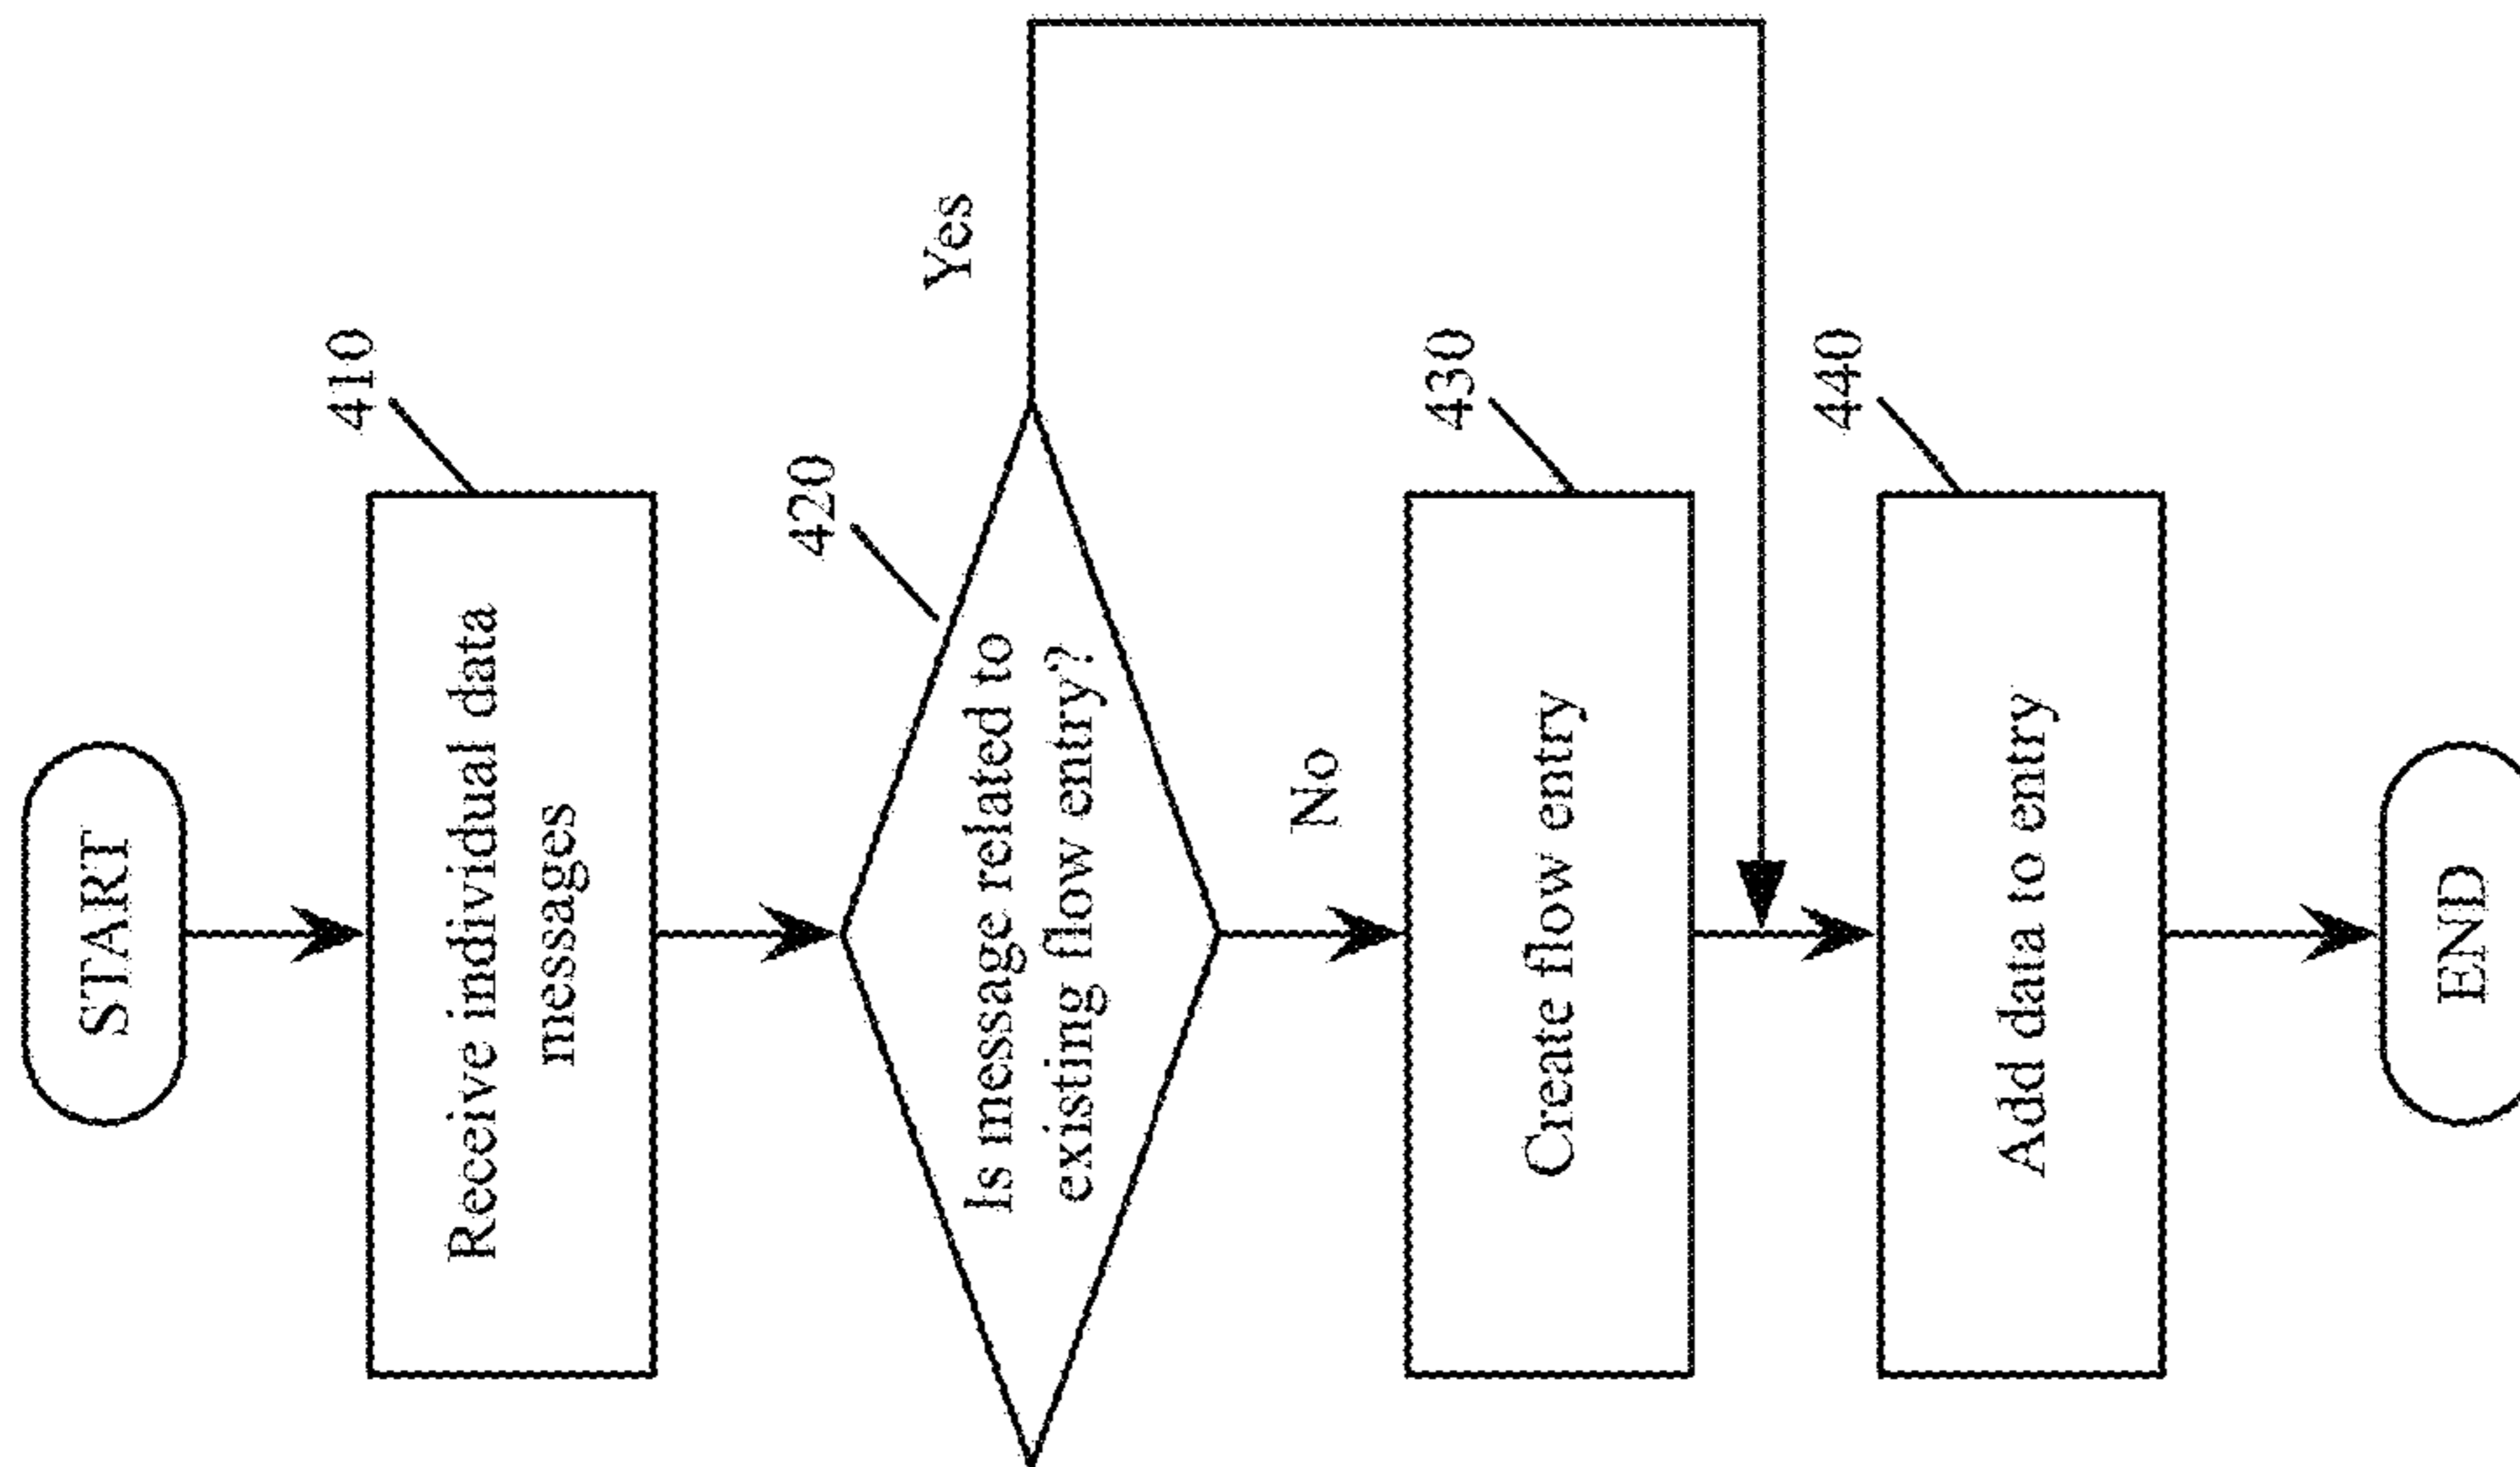 START
410
Receive individual data
messages
420
Is message related to
existing flow entry?
Yes
No
430
Create flow entry
440
Add data to entry
END